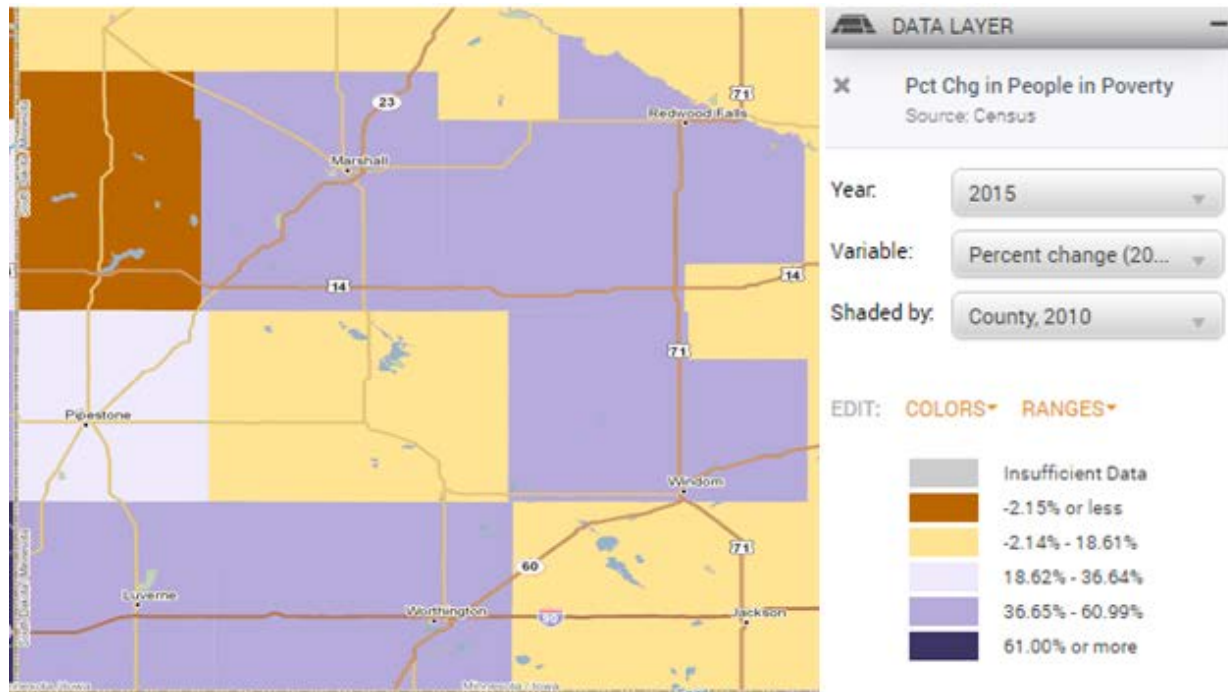 23
71
Redwood Falls
Marshall
14
14
71
Pipestone
Windom
60
71
Luverne
Worthington
90
Jackson
Minnesota / Iowa
DATA LAYER
Pct Chg in People in Poverty
Source: Census
Year:
2015
Variable:
Percent change (20...
Shaded by:
County, 2010
EDIT: COLORS RANGES
Insufficient Data
-2.15% or less
-2.14% - 18.61%
18.62% - 36.64%
36.65% - 60.99%
61.00% or more